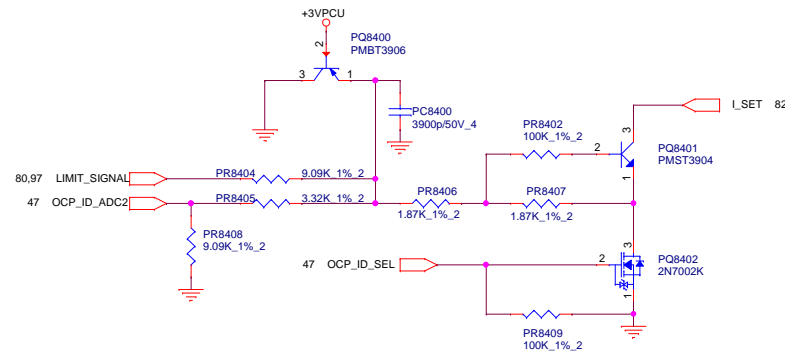 +3VPCU
2
PQ8400
PMBT3906
3
1
PC8400
3900p/50V_4
I_SET 82
PR8402
100K_1%_2
3
2
PQ8401
PMST3904
1
80,97 LIMIT_SIGNAL
PR8404
9.09K_1%_2
47 OCP_ID_ADC2
PR8405
3.32K_1%_2
PR8406
1.87K_1%_2
PR8407
1.87K_1%_2
PR8408
9.09K_1%_2
47 OCP_ID_SEL
3
2
PQ8402
2N7002K
1
PR8409
100K_1%_2